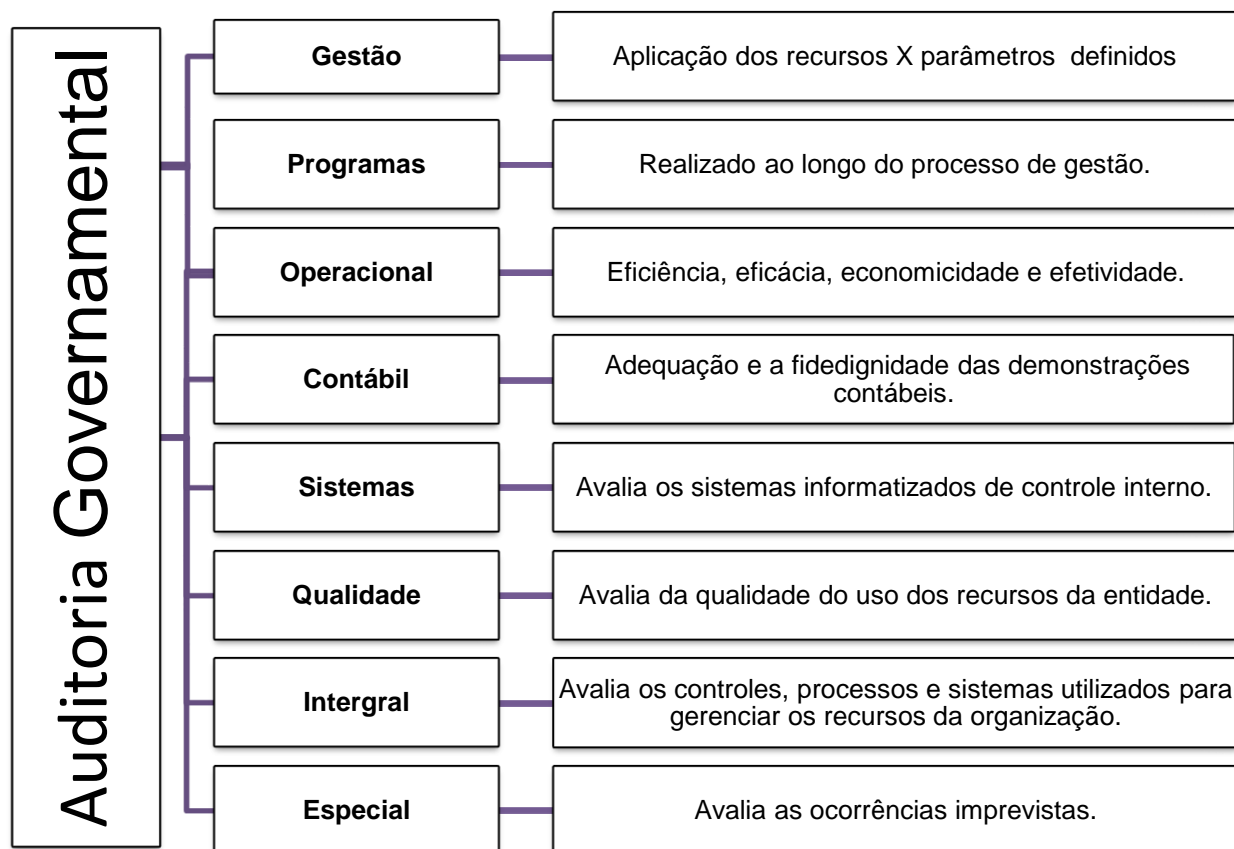 Auditoria Governamental
Gestão
Aplicação dos recursos X parâmetros definidos
Programas
Realizado ao longo do processo de gestão.
Operacional
Eficiência, eficácia, economicidade e efetividade.
Contábil
Adequação e a fidedignidade das demonstrações
contábeis.
Sistemas
Avalia os sistemas informatizados de controle interno.
Qualidade
Avalia da qualidade do uso dos recursos da entidade.
Intergral
Avalia os controles, processos e sistemas utilizados para
gerenciar os recursos da organização.
Especial
Avalia as ocorrências imprevistas.